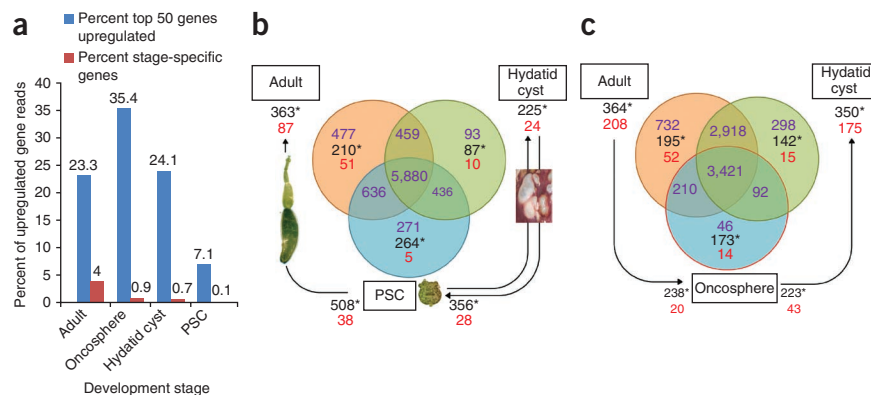 a
Percent top 50 genes
upregulated
Percent stage-specific
genes
Percent of upregulated gene reads
40
35
30
25
20
15
10
5
0
23.3
4
35.4
0.9
24.1
0.7
7.1
0.1
Adult
Oncosphere
Hydatid cyst
PSC
Development stage
b
Adult
363*
87
Hydatid
cyst
225*
24
477
210*
51
459
93
87*
10
5,880
636
436
271
264*
5
PSC
508*
38
356*
28
c
Adult
364*
208
Hydatid
cyst
350*
175
732
195*
52
2,918
298
142*
15
3,421
210
92
46
173*
14
Oncosphere
238*
20
223*
43